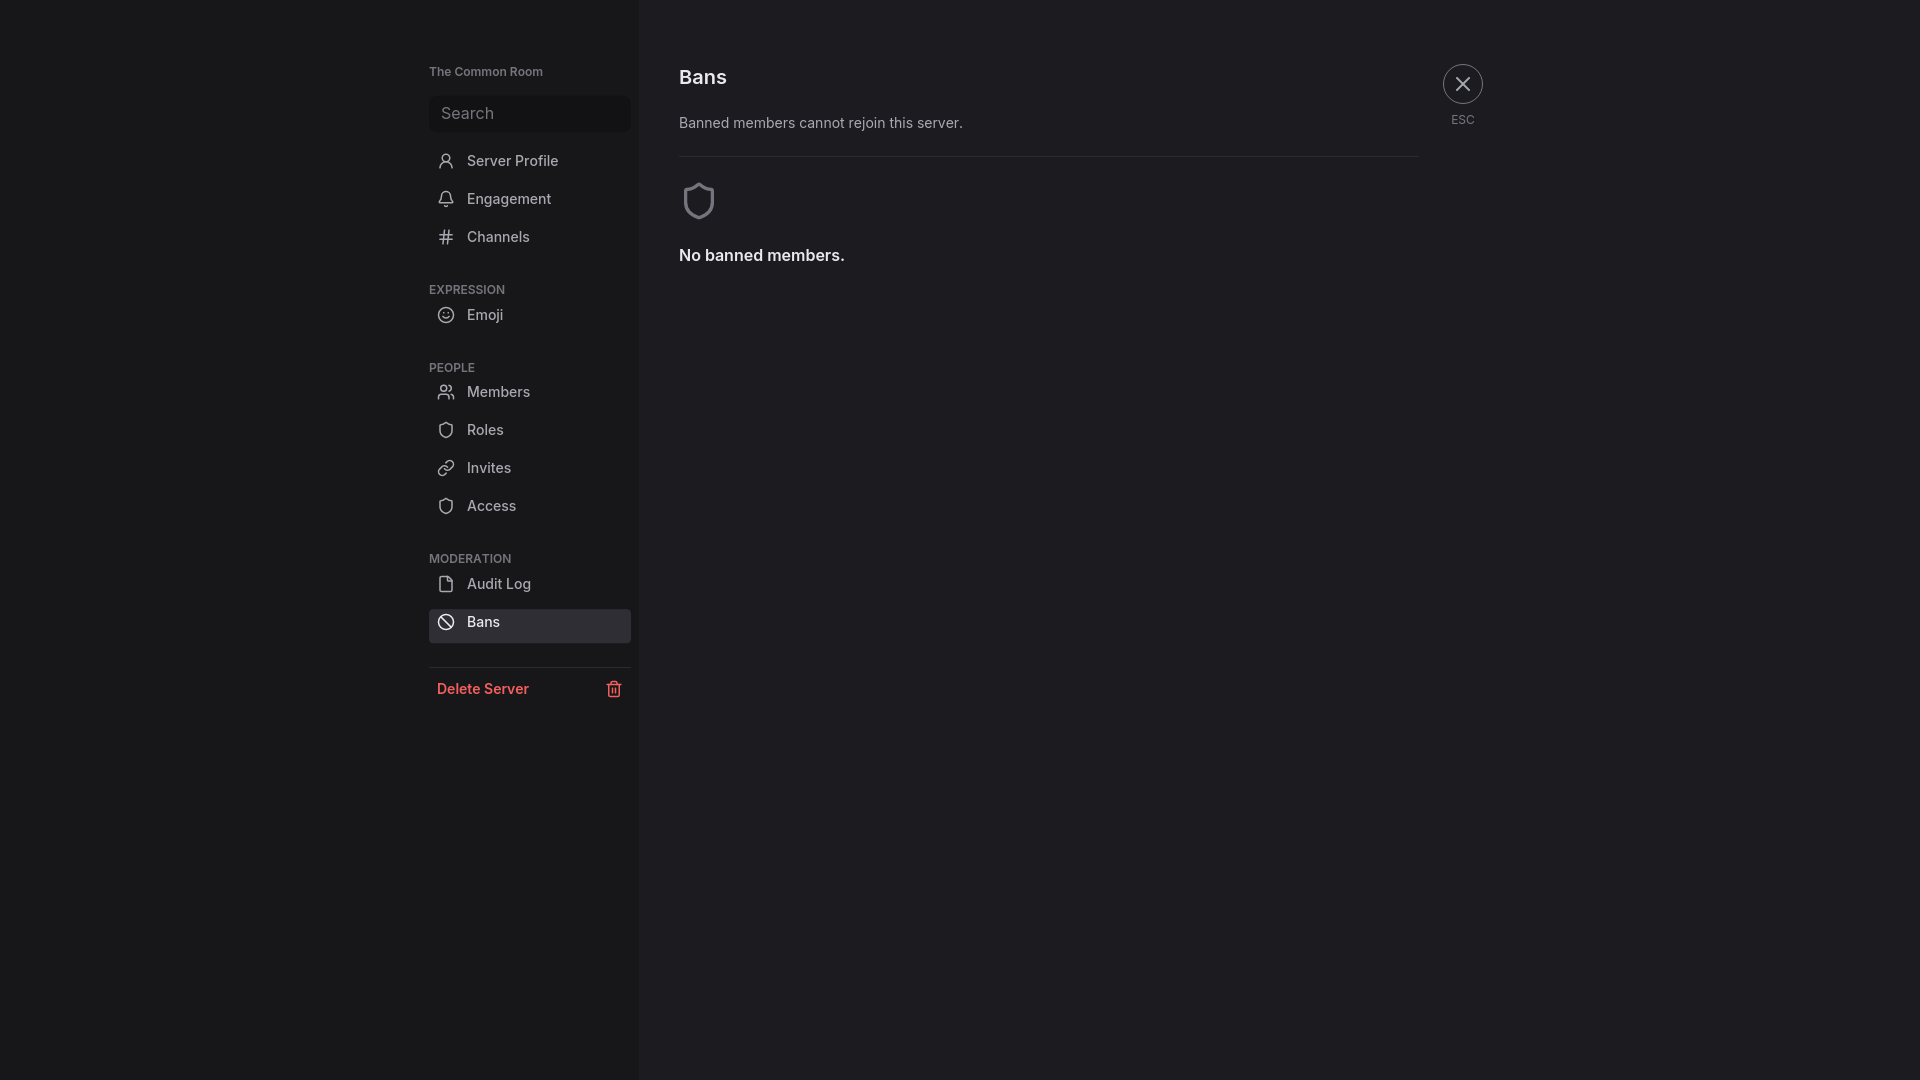 The Common Room
Search
Server Profile
Engagement
Channels
EXPRESSION
Emoji
PEOPLE
Members
Roles
Invites
Access
MODERATION
Audit Log
Bans
Delete Server
Bans
Banned members cannot rejoin this server.
No banned members.
ESC